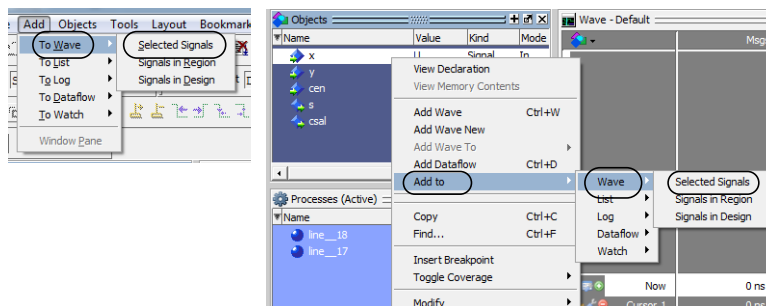 Add Objects Tools Layout Bookmark
To Wave Selected Signals
To List Signals in Region
To Log Signals in Design
To Dataflow
To Watch
Window Pane
Objects
Name Value Kind Mode
x U Signal In
y
cen
s
csal
View Declaration
View Memory Contents
Add Wave Ctrl+W
Add Wave New
Add Wave To
Add Dataflow Ctrl+D
Add to
Copy Ctrl+C
Find... Ctrl+F
Insert Breakpoint
Toggle Coverage
Modify
Wave Selected Signals
List Signals in Region
Log Signals in Design
Dataflow
Watch
Processes (Active)
Name
line__18
line__17
Wave - Default
Msgs
Now 0 ns
Cursor 1 0 ns